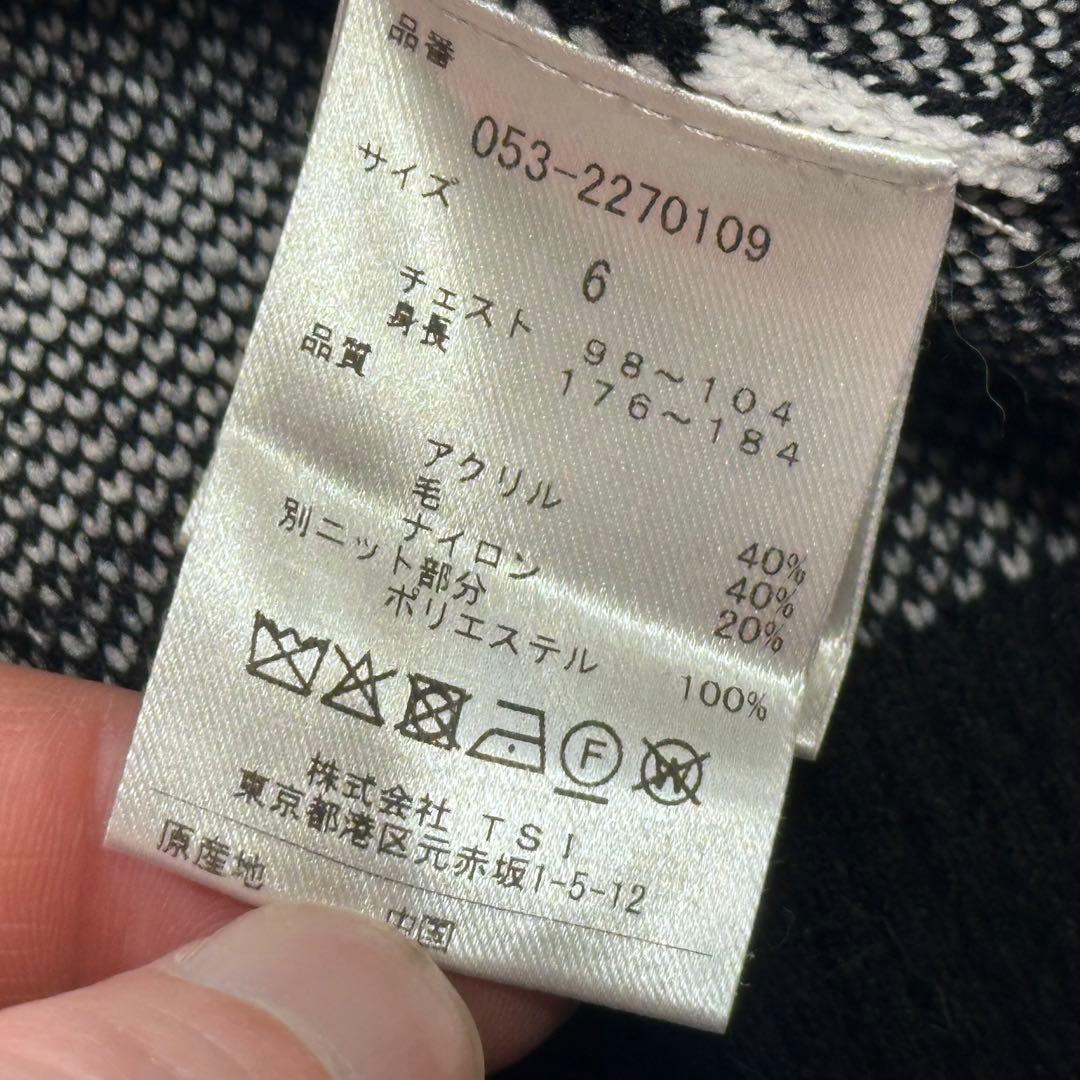 品番
053-2270109
サイズ
6
チェスト 98～104
身長 176～184
品質
アクリル 40%
毛 40%
ナイロン 20%
別ニット部分
ポリエステル 100%
F
W
株式会社 TSI
東京都港区元赤坂1-5-12
原産地
中国